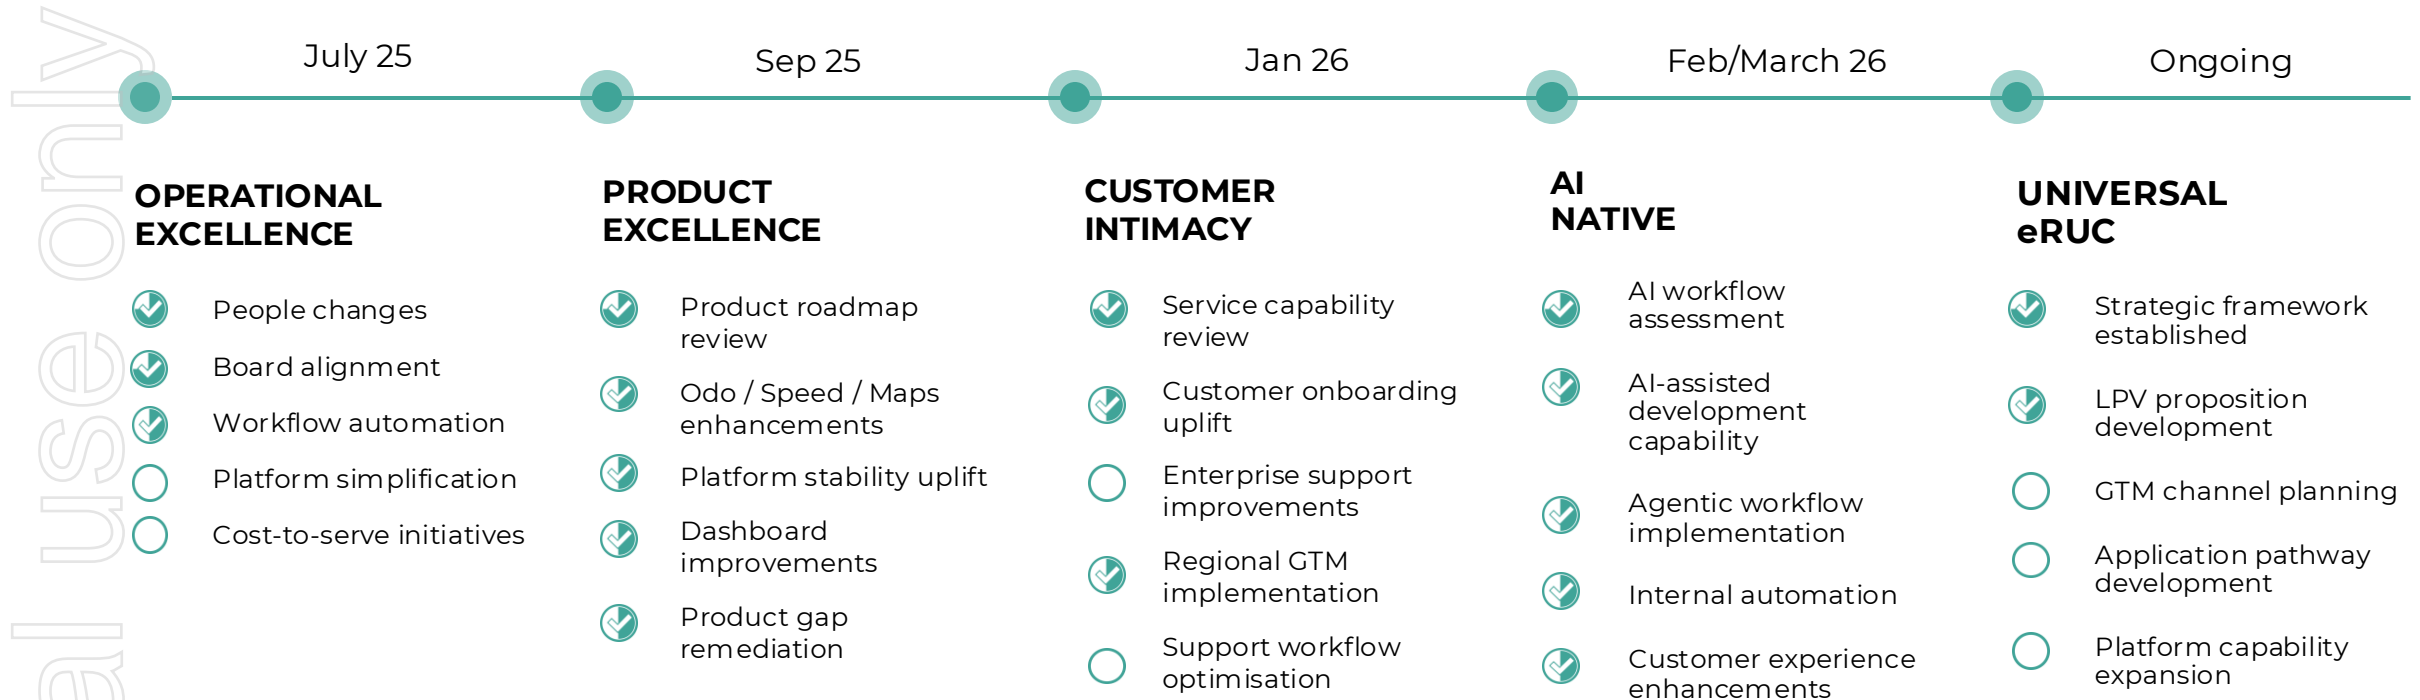 July 25
Sep 25
Jan 26
Feb/March 26
Ongoing
OPERATIONAL
EXCELLENCE
People changes
Board alignment
Workflow automation
Platform simplification
Cost-to-serve initiatives
PRODUCT
EXCELLENCE
Product roadmap
review
Odo / Speed / Maps
enhancements
Platform stability uplift
Dashboard
improvements
Product gap
remediation
CUSTOMER
INTIMACY
Service capability
review
Customer onboarding
uplift
Enterprise support
improvements
Regional GTM
implementation
Support workflow
optimisation
AI
NATIVE
AI workflow
assessment
AI-assisted
development
capability
Agentic workflow
implementation
Internal automation
Customer experience
enhancements
UNIVERSAL
eRUC
Strategic framework
established
LPV proposition
development
GTM channel planning
Application pathway
development
Platform capability
expansion
al use only